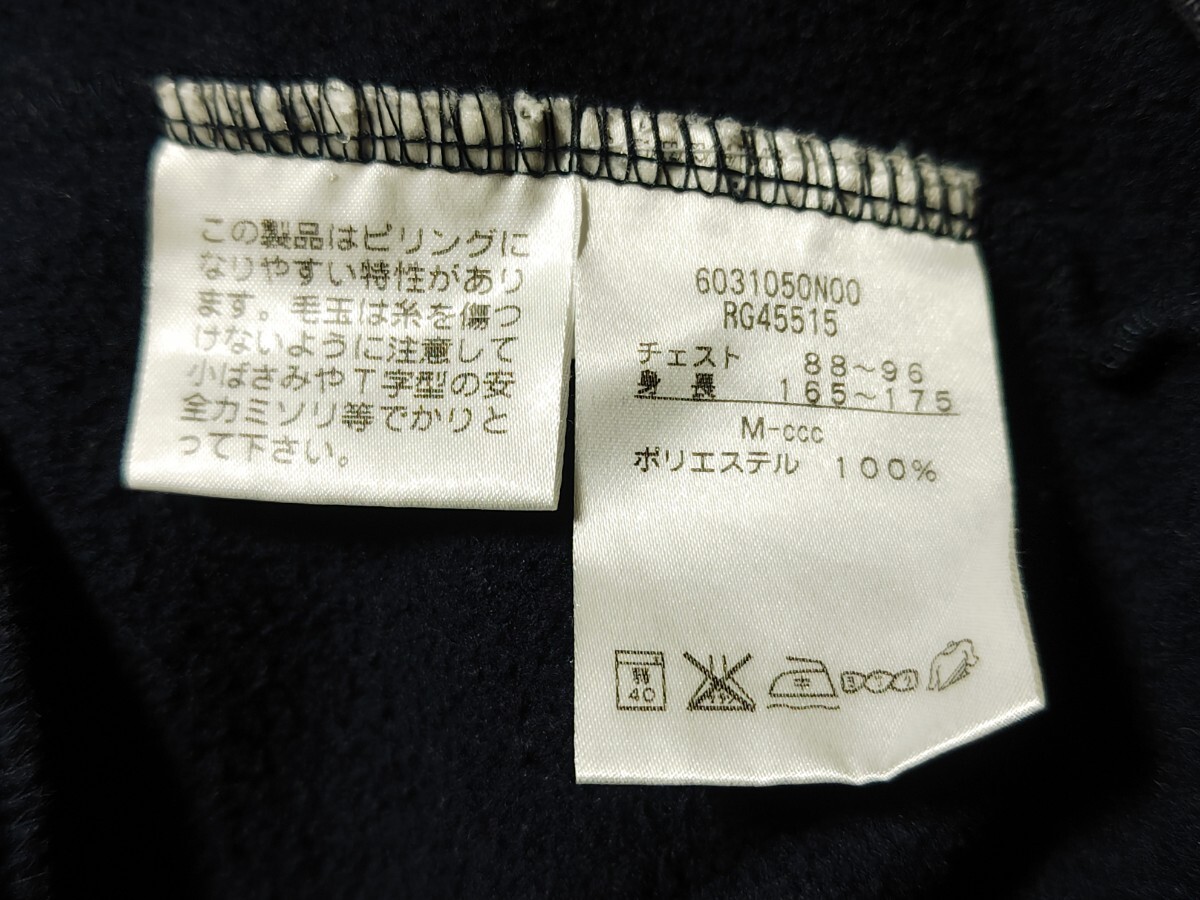 この製品はピリングに
なりやすい特性があり
ます。毛玉は糸を傷つ
けないように注意して
小ばさみやT字型の安
全カミソリ等でかりと
って下さい。
6031050N00
RG45515
チェスト 88~96
身長 165~175
M-ccc
ポリエステル 100%
弱
40
中